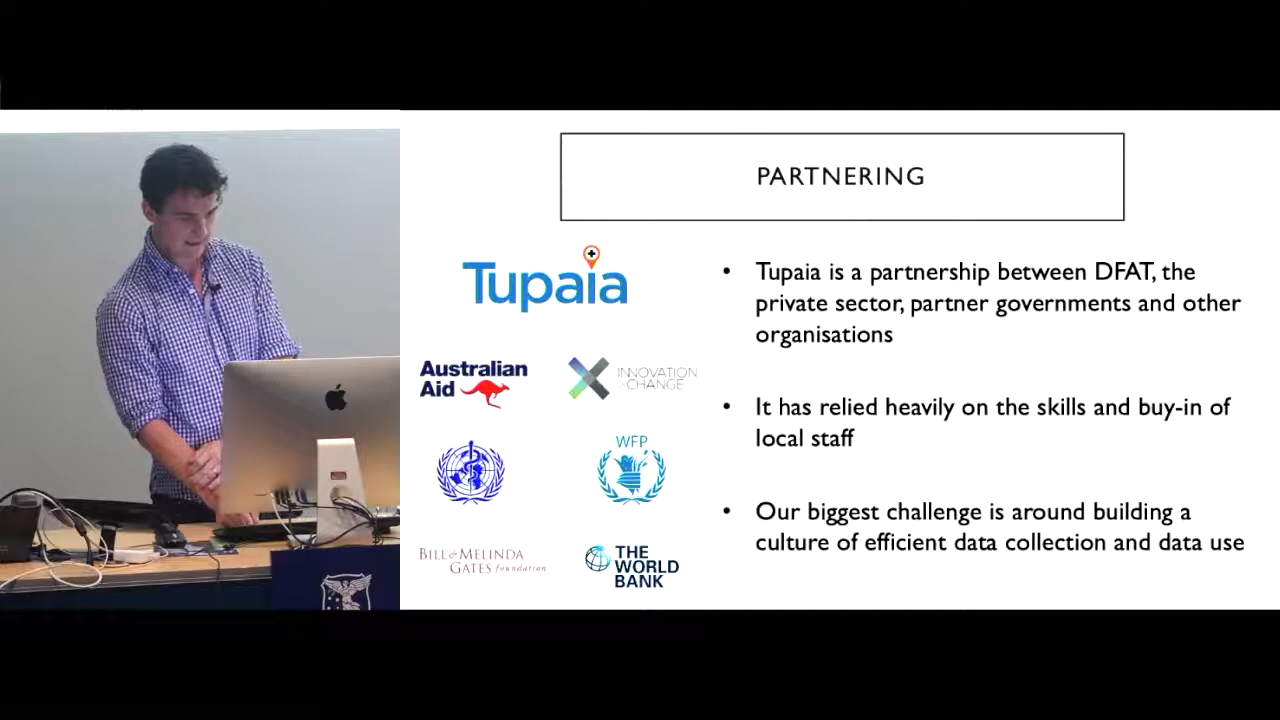 PARTNERING
Tupaia
Australian
Aid
INNOVATION
XCHANGE
WFP
BILL & MELINDA
GATES foundation
THE
WORLD
BANK
• Tupaia is a partnership between DFAT, the
private sector, partner governments and other
organisations
• It has relied heavily on the skills and buy-in of
local staff
• Our biggest challenge is around building a
culture of efficient data collection and data use